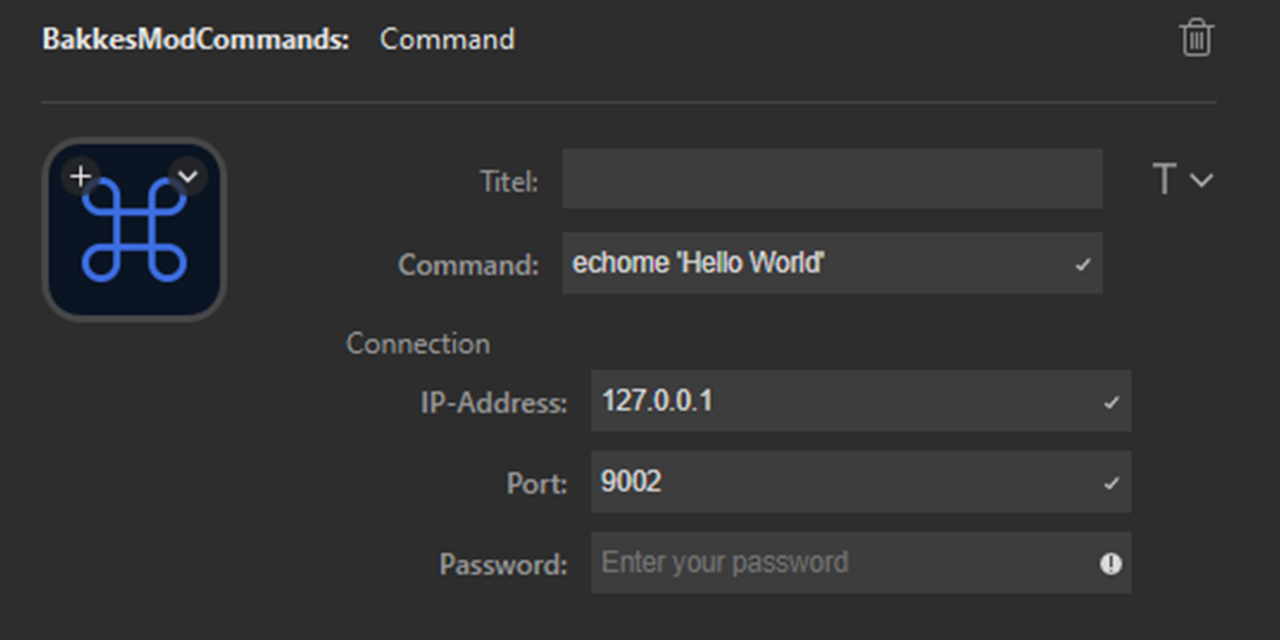 BakkesModCommands: Command
Titel:
T
Command: echome 'Hello World'
Connection
IP-Address: 127.0.0.1
Port: 9002
Password: Enter your password